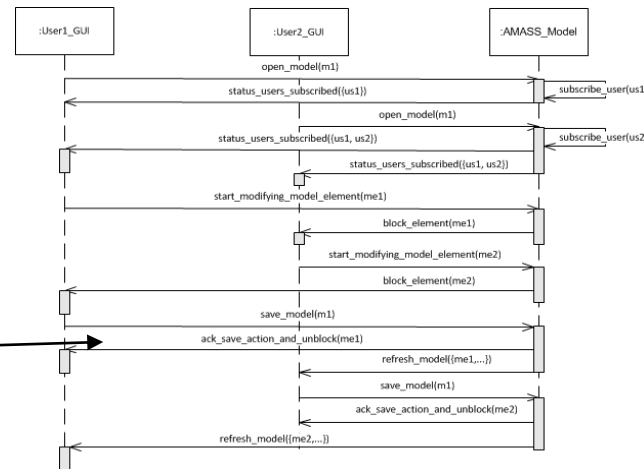 :User1_GUI
:User2_GUI
:AMASS_Model
open_model(m1)
status_users_subscribed({us1})
subscribe_user(us1
open_model(m1)
status_users_subscribed({us1, us2})
subscribe_user(us2
status_users_subscribed({us1, us2})
start_modifying_model_element(me1)
block_element(me1)
start_modifying_model_element(me2)
block_element(me2)
save_model(m1)
ack_save_action_and_unblock(me1)
refresh_model({me1,...})
save_model(m1)
ack_save_action_and_unblock(me2)
refresh_model({me2,...})